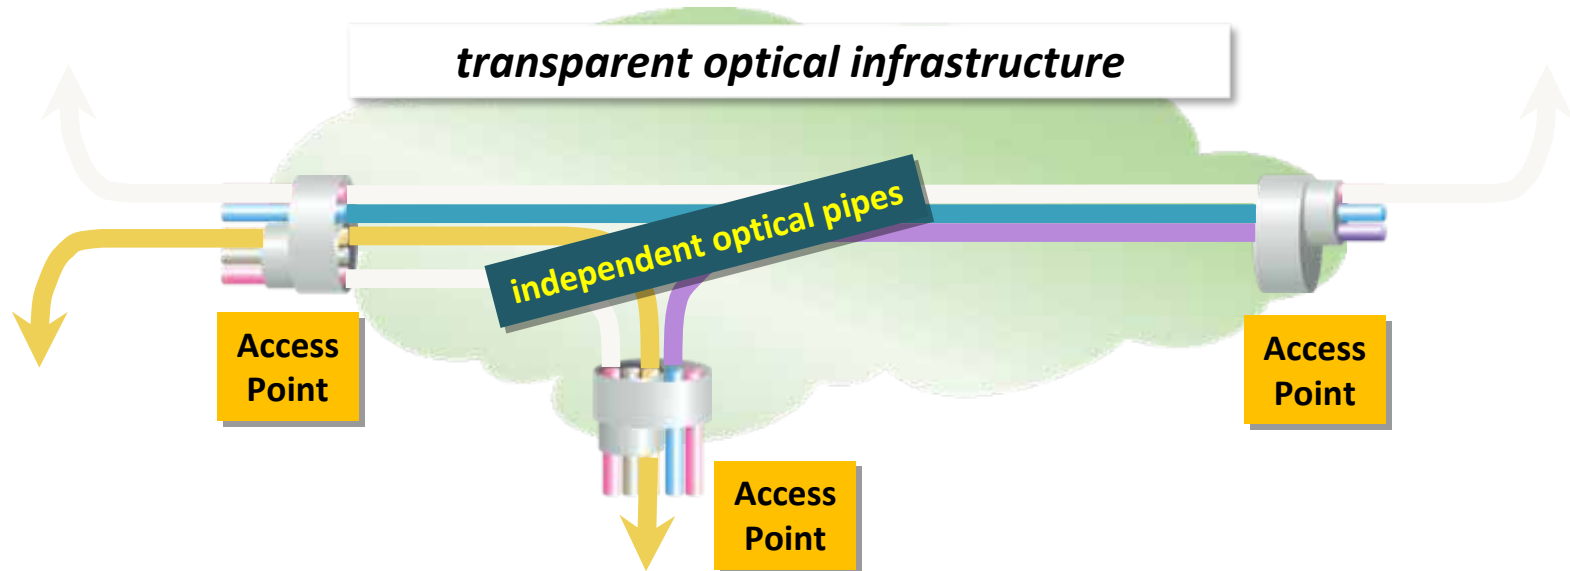 transparent optical infrastructure
independent optical pipes
Access
Point
Access
Point
Access
Point